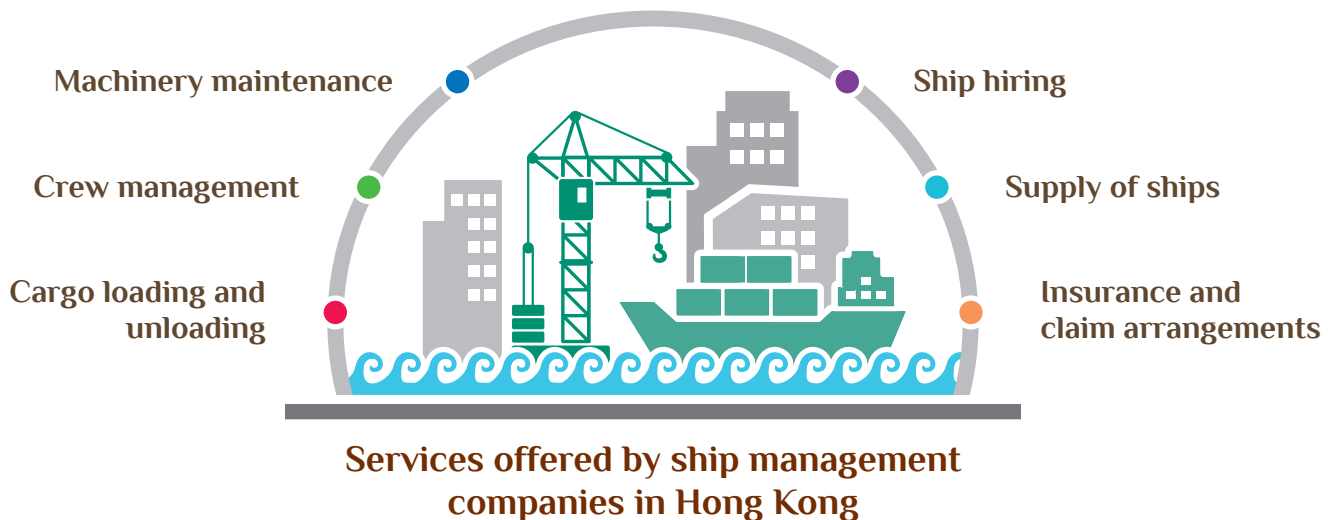 Machinery maintenance
Crew management
Cargo loading and
unloading
Ship hiring
Supply of ships
Insurance and
claim arrangements
Services offered by ship management
companies in Hong Kong